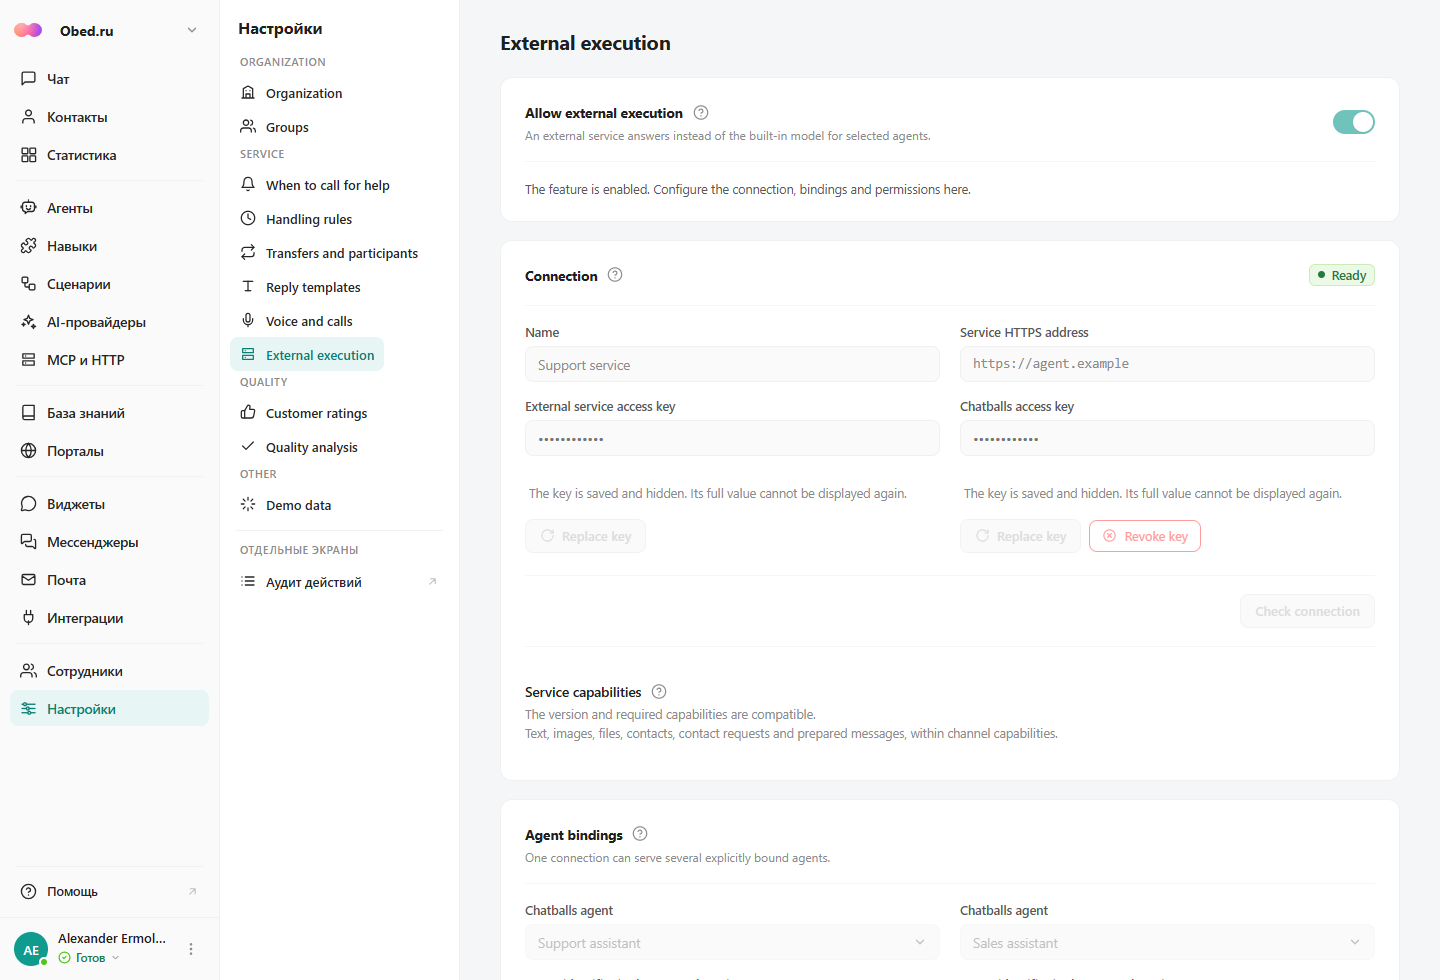 Obed.ru
Чат
Контакты
Статистика
Агенты
Навыки
Сценарии
AI-провайдеры
MCP и HTTP
База знаний
Порталы
Виджеты
Мессенджеры
Почта
Интеграции
Сотрудники
Настройки
Помощь
AE
Alexander Ermol...
Готов
Настройки
ORGANIZATION
Organization
Groups
SERVICE
When to call for help
Handling rules
Transfers and participants
Reply templates
Voice and calls
External execution
QUALITY
Customer ratings
Quality analysis
OTHER
Demo data
ОТДЕЛЬНЫЕ ЭКРАНЫ
Аудит действий
External execution
Allow external execution
An external service answers instead of the built-in model for selected agents.
The feature is enabled. Configure the connection, bindings and permissions here.
Connection
Ready
Name
Service HTTPS address
Support service
https://agent.example
External service access key
Chatballs access key
••••••••••••
••••••••••••
The key is saved and hidden. Its full value cannot be displayed again.
The key is saved and hidden. Its full value cannot be displayed again.
Replace key
Replace key
Revoke key
Check connection
Service capabilities
The version and required capabilities are compatible.
Text, images, files, contacts, contact requests and prepared messages, within channel capabilities.
Agent bindings
One connection can serve several explicitly bound agents.
Chatballs agent
Chatballs agent
Support assistant
Sales assistant